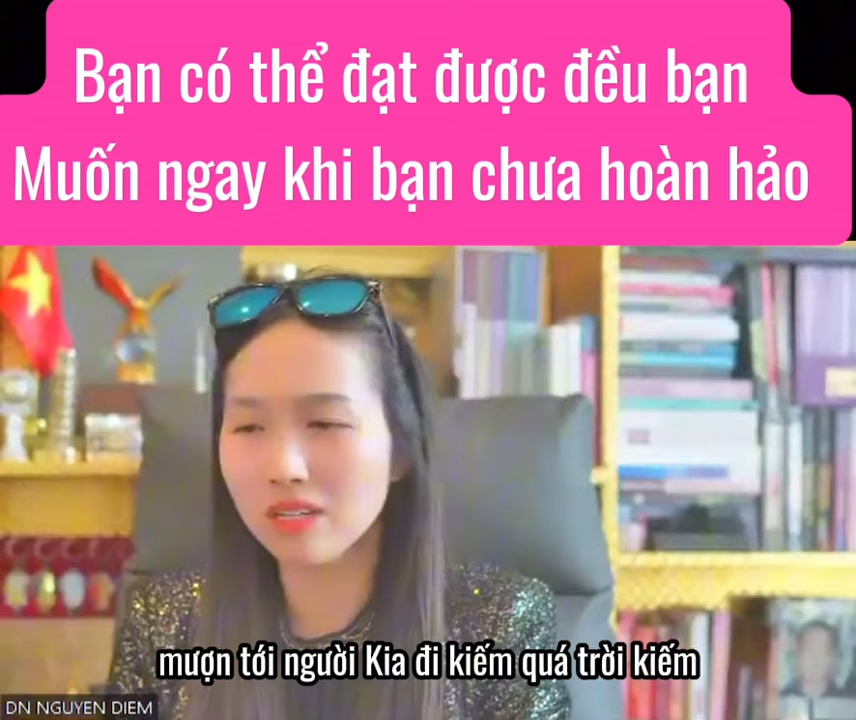 Bạn có thể đạt được đều bạn
Muốn ngay khi bạn chưa hoàn hảo
mượn tới người Kia đi kiếm quá trời kiếm
DN NGUYEN DIEM